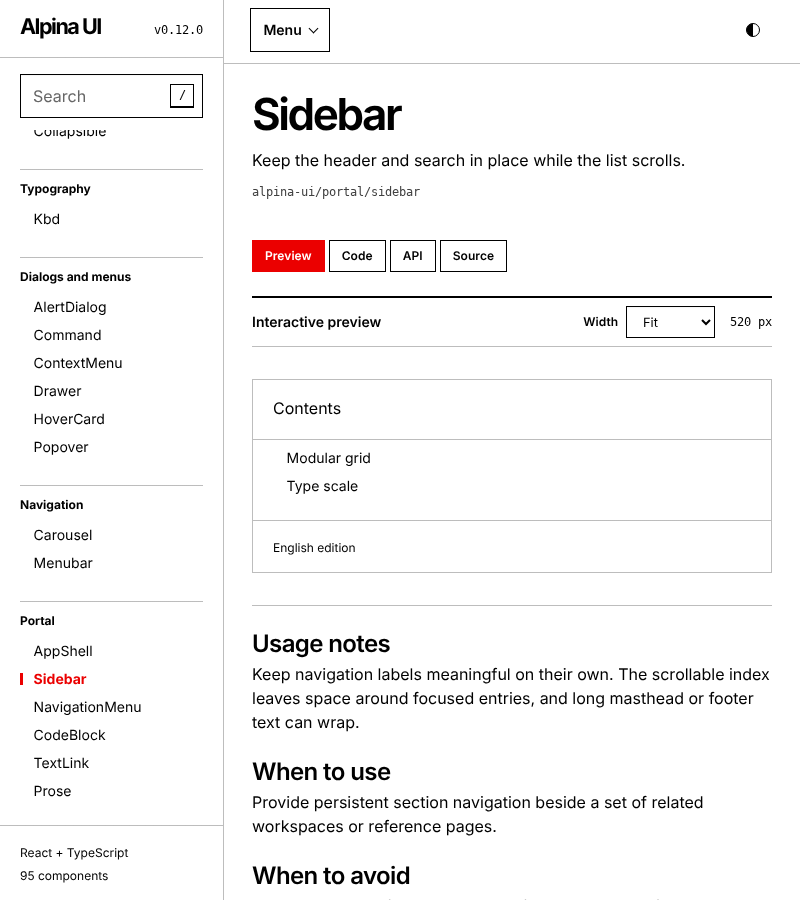 Alpina UI
v0.12.0
Search
/
Collapsible
Typography
Kbd
Dialogs and menus
AlertDialog
Command
ContextMenu
Drawer
HoverCard
Popover
Navigation
Carousel
Menubar
Portal
AppShell
Sidebar
NavigationMenu
CodeBlock
TextLink
Prose
React + TypeScript
95 components
Menu
Sidebar
Keep the header and search in place while the list scrolls.
alpina-ui/portal/sidebar
Preview
Code
API
Source
Interactive preview
Width
Fit
520 px
Contents
Modular grid
Type scale
English edition
Usage notes
Keep navigation labels meaningful on their own. The scrollable index
leaves space around focused entries, and long masthead or footer
text can wrap.
When to use
Provide persistent section navigation beside a set of related
workspaces or reference pages.
When to avoid